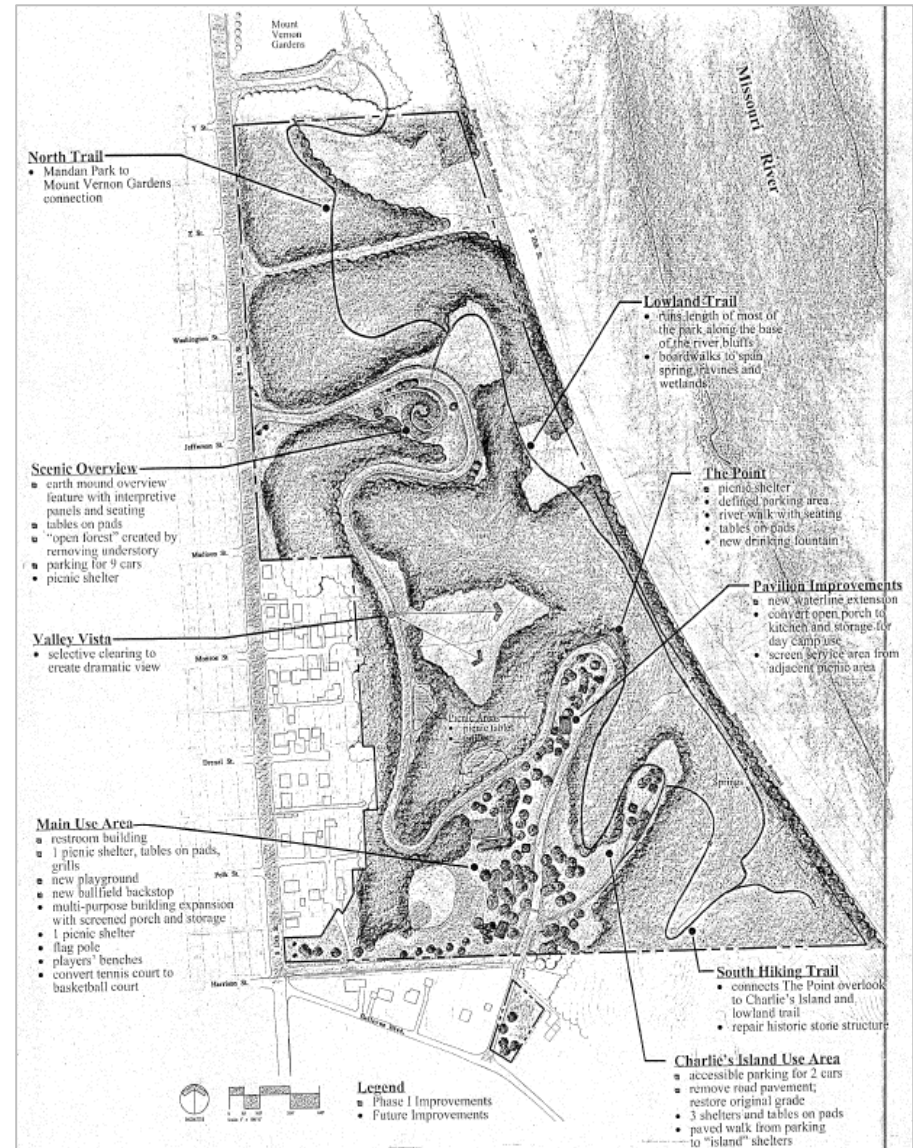 Mount
Vernon
Gardens
Missouri River
Y St.
North Trail
• Mandan Park to
Mount Vernon Gardens
connection
Z St.
Lowland Trail
• runs length of most of
the park along the base
of the river bluffs
• boardwalks to span
spring, ravines and
wetlands
Washington St.
Jefferson St.
Scenic Overview
▫ earth mound overview
feature with interpretive
panels and seating
▫ tables on pads
▫ "open forest" created by
removing understory
▫ parking for 9 cars
• picnic shelter
The Point
▫ picnic shelter
• defined parking area
• river walk with seating
• tables on pads
• new drinking fountain
Madison St.
Pavilion Improvements
▫ new waterline extension
• convert open porch to
kitchen and storage for
day camp use
▫ screen service area from
adjacent picnic area
Valley Vista
• selective clearing to
create dramatic view
Monroe St.
Picnic Area
• picnic tables
Drexel St.
Springs
Main Use Area
▫ restroom building
▫ 1 picnic shelter, tables on pads,
grills
▫ new playground
▫ new ballfield backstop
• multi-purpose building expansion
with screened porch and storage
• 1 picnic shelter
• flag pole
• players' benches
• convert tennis court to
basketball court
Polk St.
Harrison St.
South Hiking Trail
• connects The Point overlook
to Charlie's Island and
lowland trail
• repair historic stone structure
Charlie's Island Use Area
▫ accessible parking for 2 cars
▫ remove road pavement;
restore original grade
• 3 shelters and tables on pads
• paved walk from parking
to "island" shelters
NORTH
Legend
▫ Phase I Improvements
• Future Improvements